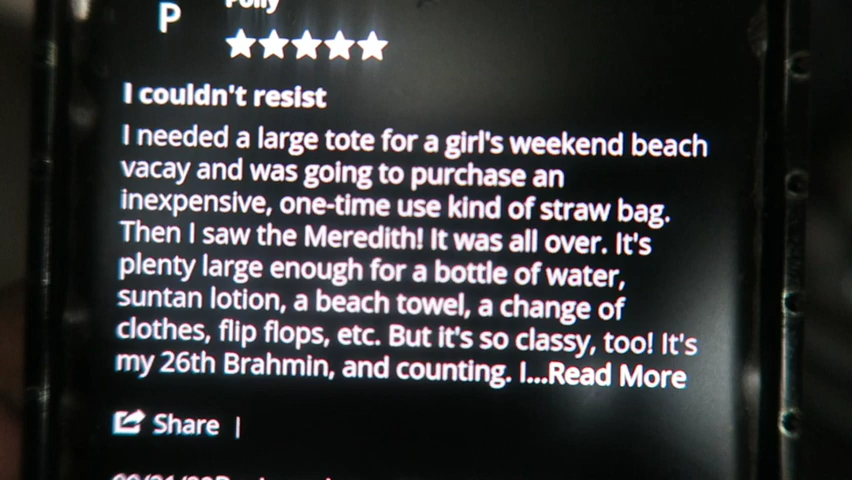 Polly
P
I couldn't resist
I needed a large tote for a girl's weekend beach
vacay and was going to purchase an
inexpensive, one-time use kind of straw bag.
Then I saw the Meredith! It was all over. It's
plenty large enough for a bottle of water,
suntan lotion, a beach towel, a change of
clothes, flip flops, etc. But it's so classy, too! It's
my 26th Brahmin, and counting. I...Read More
Share |